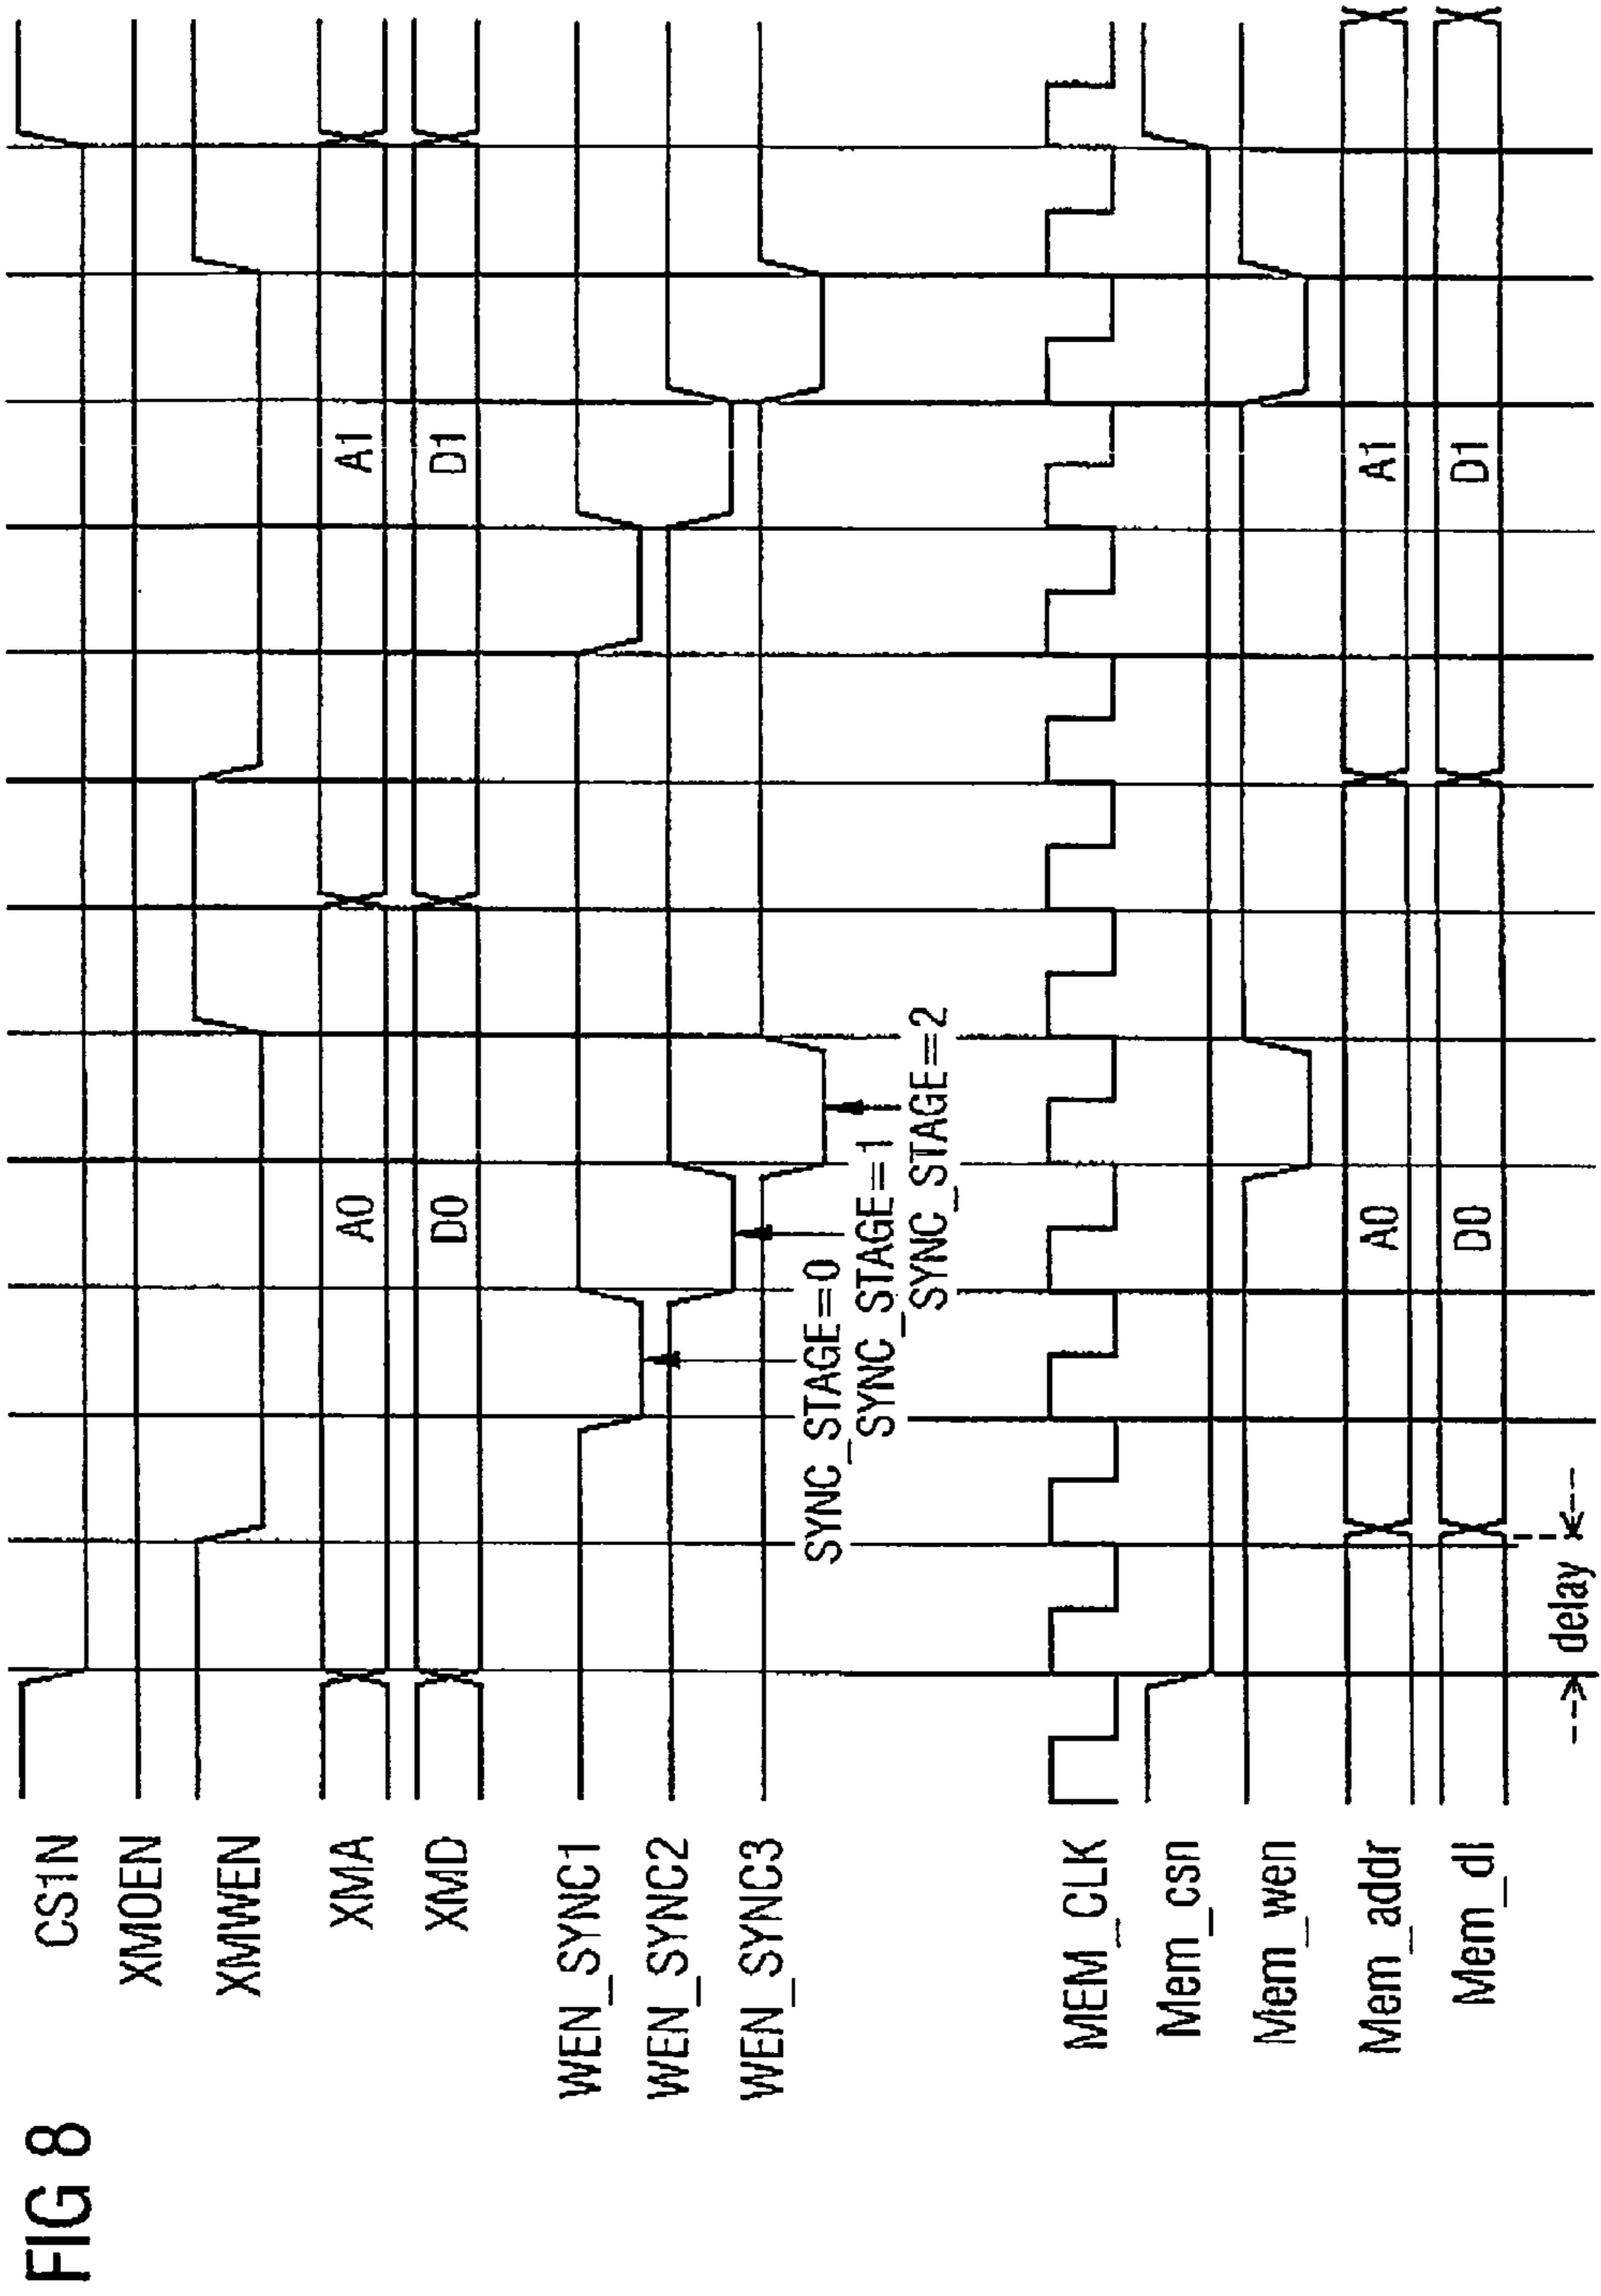 FIG 8
CS1N
XMOEN
XMWEN
XMA
A0
A1
XMD
D0
D1
WEN_SYNC1
WEN_SYNC2
WEN_SYNC3
SYNC_STAGE=0
SYNC_STAGE=1
SYNC_STAGE=2
MEM_CLK
Mem_csn
Mem_wen
Mem_addr
A0
A1
Mem_dl
D0
D1
delay